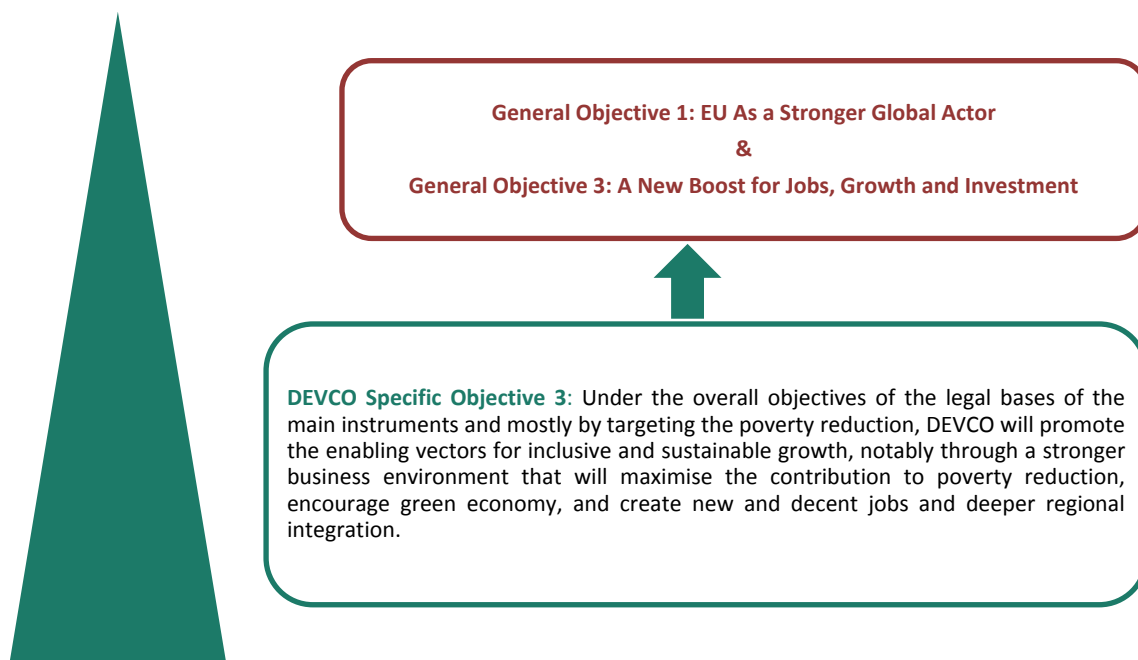 General Objective 1: EU As a Stronger Global Actor
&
General Objective 3: A New Boost for Jobs, Growth and Investment
DEVCO Specific Objective 3: Under the overall objectives of the legal bases of the
main instruments and mostly by targeting the poverty reduction, DEVCO will promote
the enabling vectors for inclusive and sustainable growth, notably through a stronger
business environment that will maximise the contribution to poverty reduction,
encourage green economy, and create new and decent jobs and deeper regional
integration.